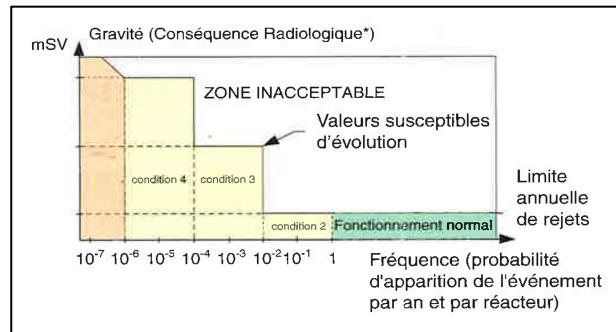 Gravité (Conséquence Radiologique*)
mSV
ZONE INACCEPTABLE
Valeurs susceptibles
d'évolution
condition 4
condition 3
Limite
annuelle
de rejets
condition 2
Fonctionnement normal
10⁻⁷ 10⁻⁶ 10⁻⁵ 10⁻⁴ 10⁻³ 10⁻² 10⁻¹ 1
Fréquence (probabilité
d'apparition de l'événement
par an et par réacteur)